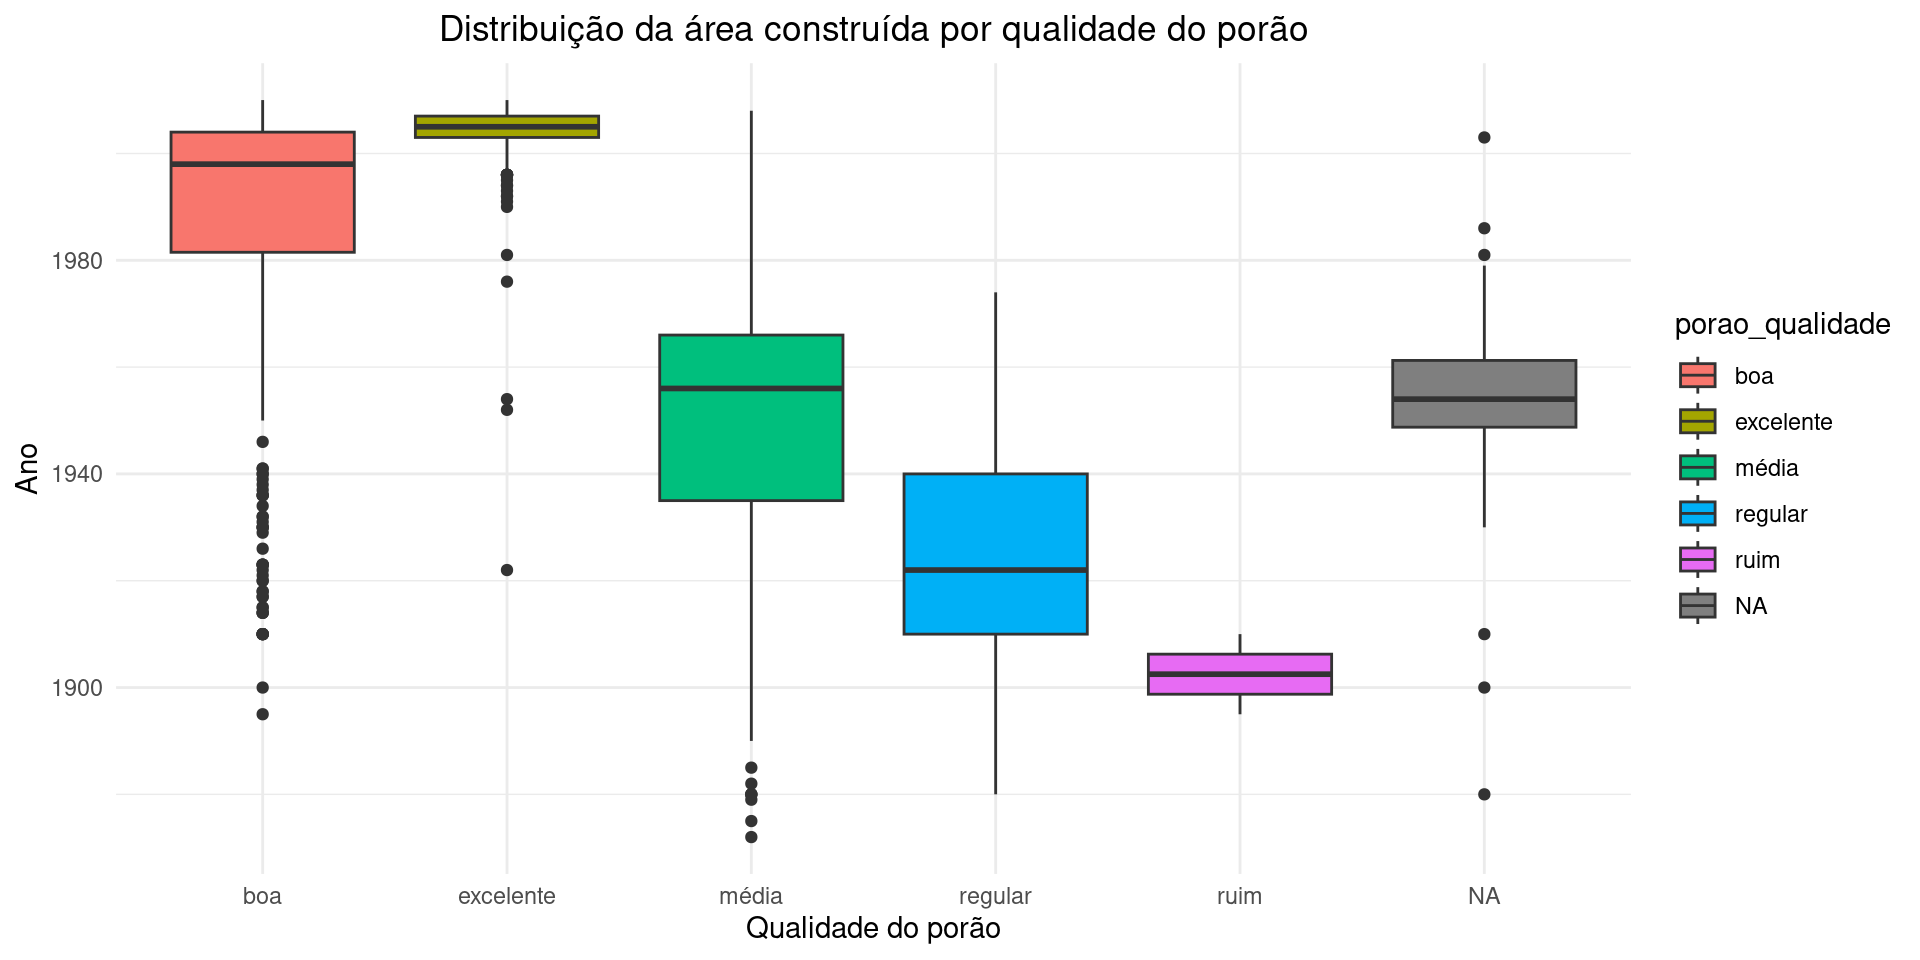 Distribuição da área construída por qualidade do porão
Ano
1980
1940
1900
boa
excelente
média
regular
ruim
NA
Qualidade do porão
porao_qualidade
boa
excelente
média
regular
ruim
NA